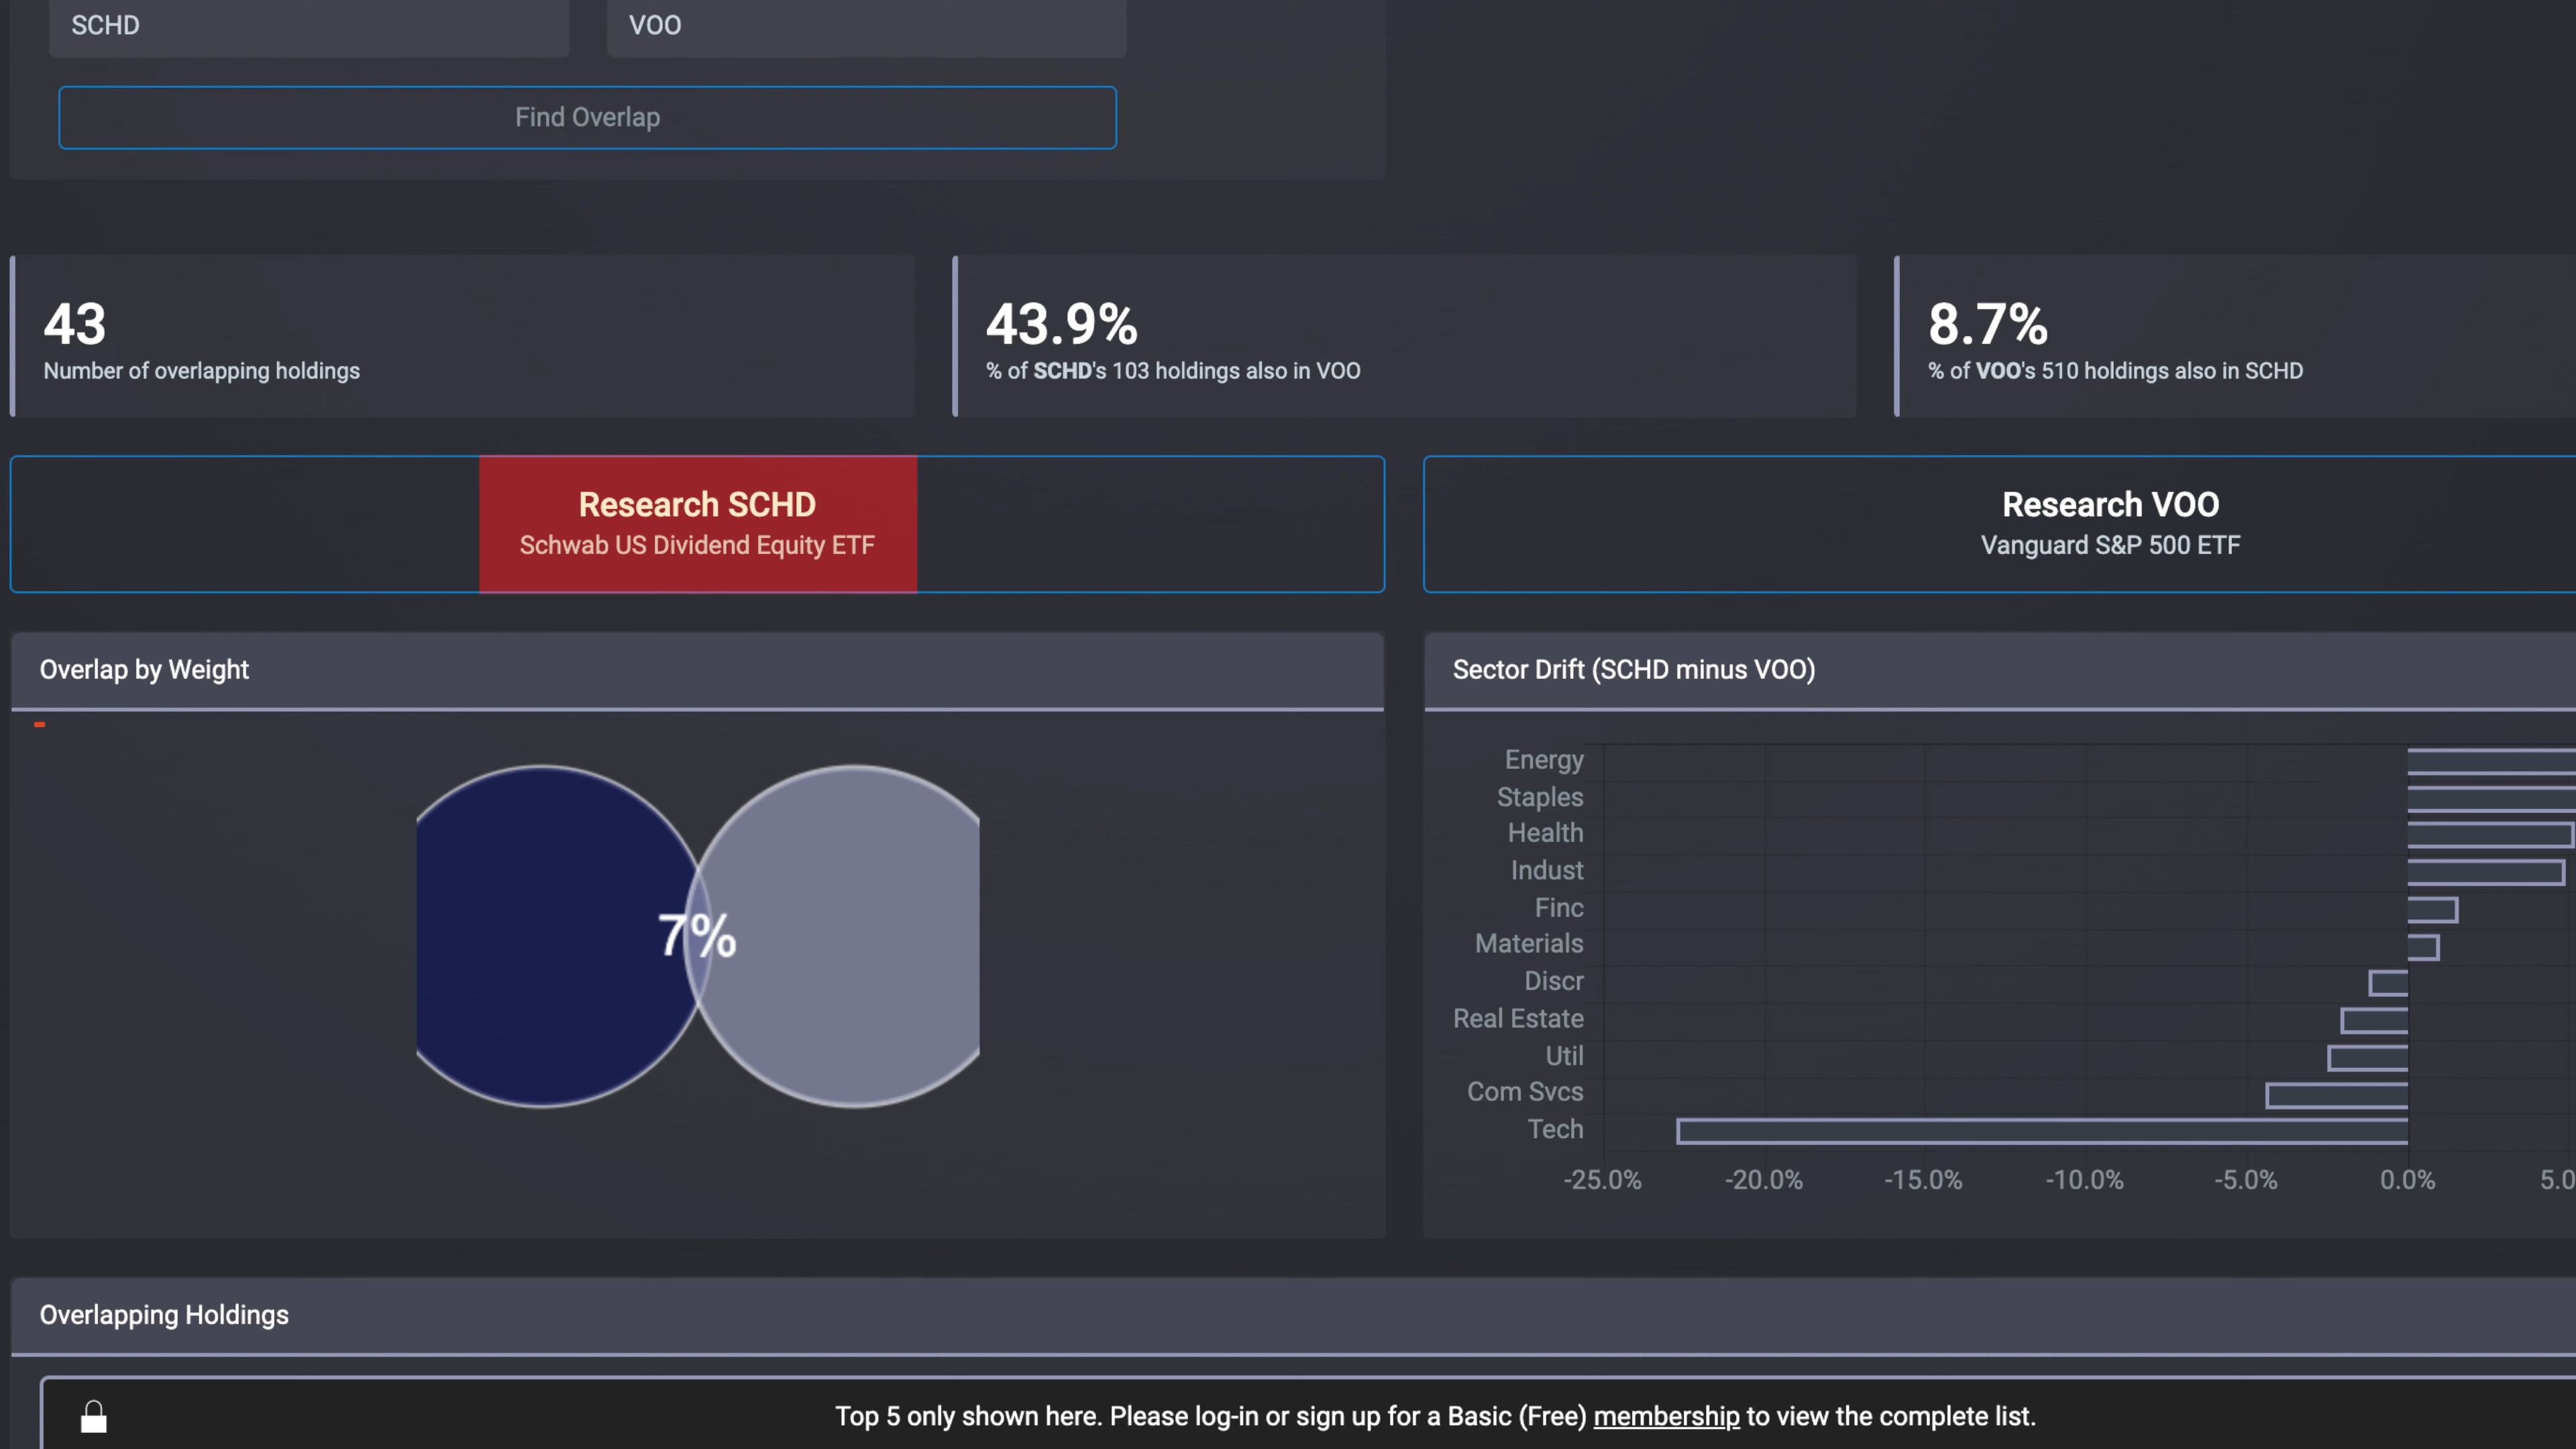 SCHD
VOO
Find Overlap
43
Number of overlapping holdings
43.9%
% of SCHD's 103 holdings also in VOO
8.7%
% of VOO's 510 holdings also in SCHD
Research SCHD
Schwab US Dividend Equity ETF
Research VOO
Vanguard S&P 500 ETF
Overlap by Weight
7%
Sector Drift (SCHD minus VOO)
Energy
Staples
Health
Indust
Finc
Materials
Discr
Real Estate
Util
Com Svcs
Tech
-25.0% -20.0% -15.0% -10.0% -5.0% 0.0% 5.0
Overlapping Holdings
Top 5 only shown here. Please log-in or sign up for a Basic (Free) membership to view the complete list.